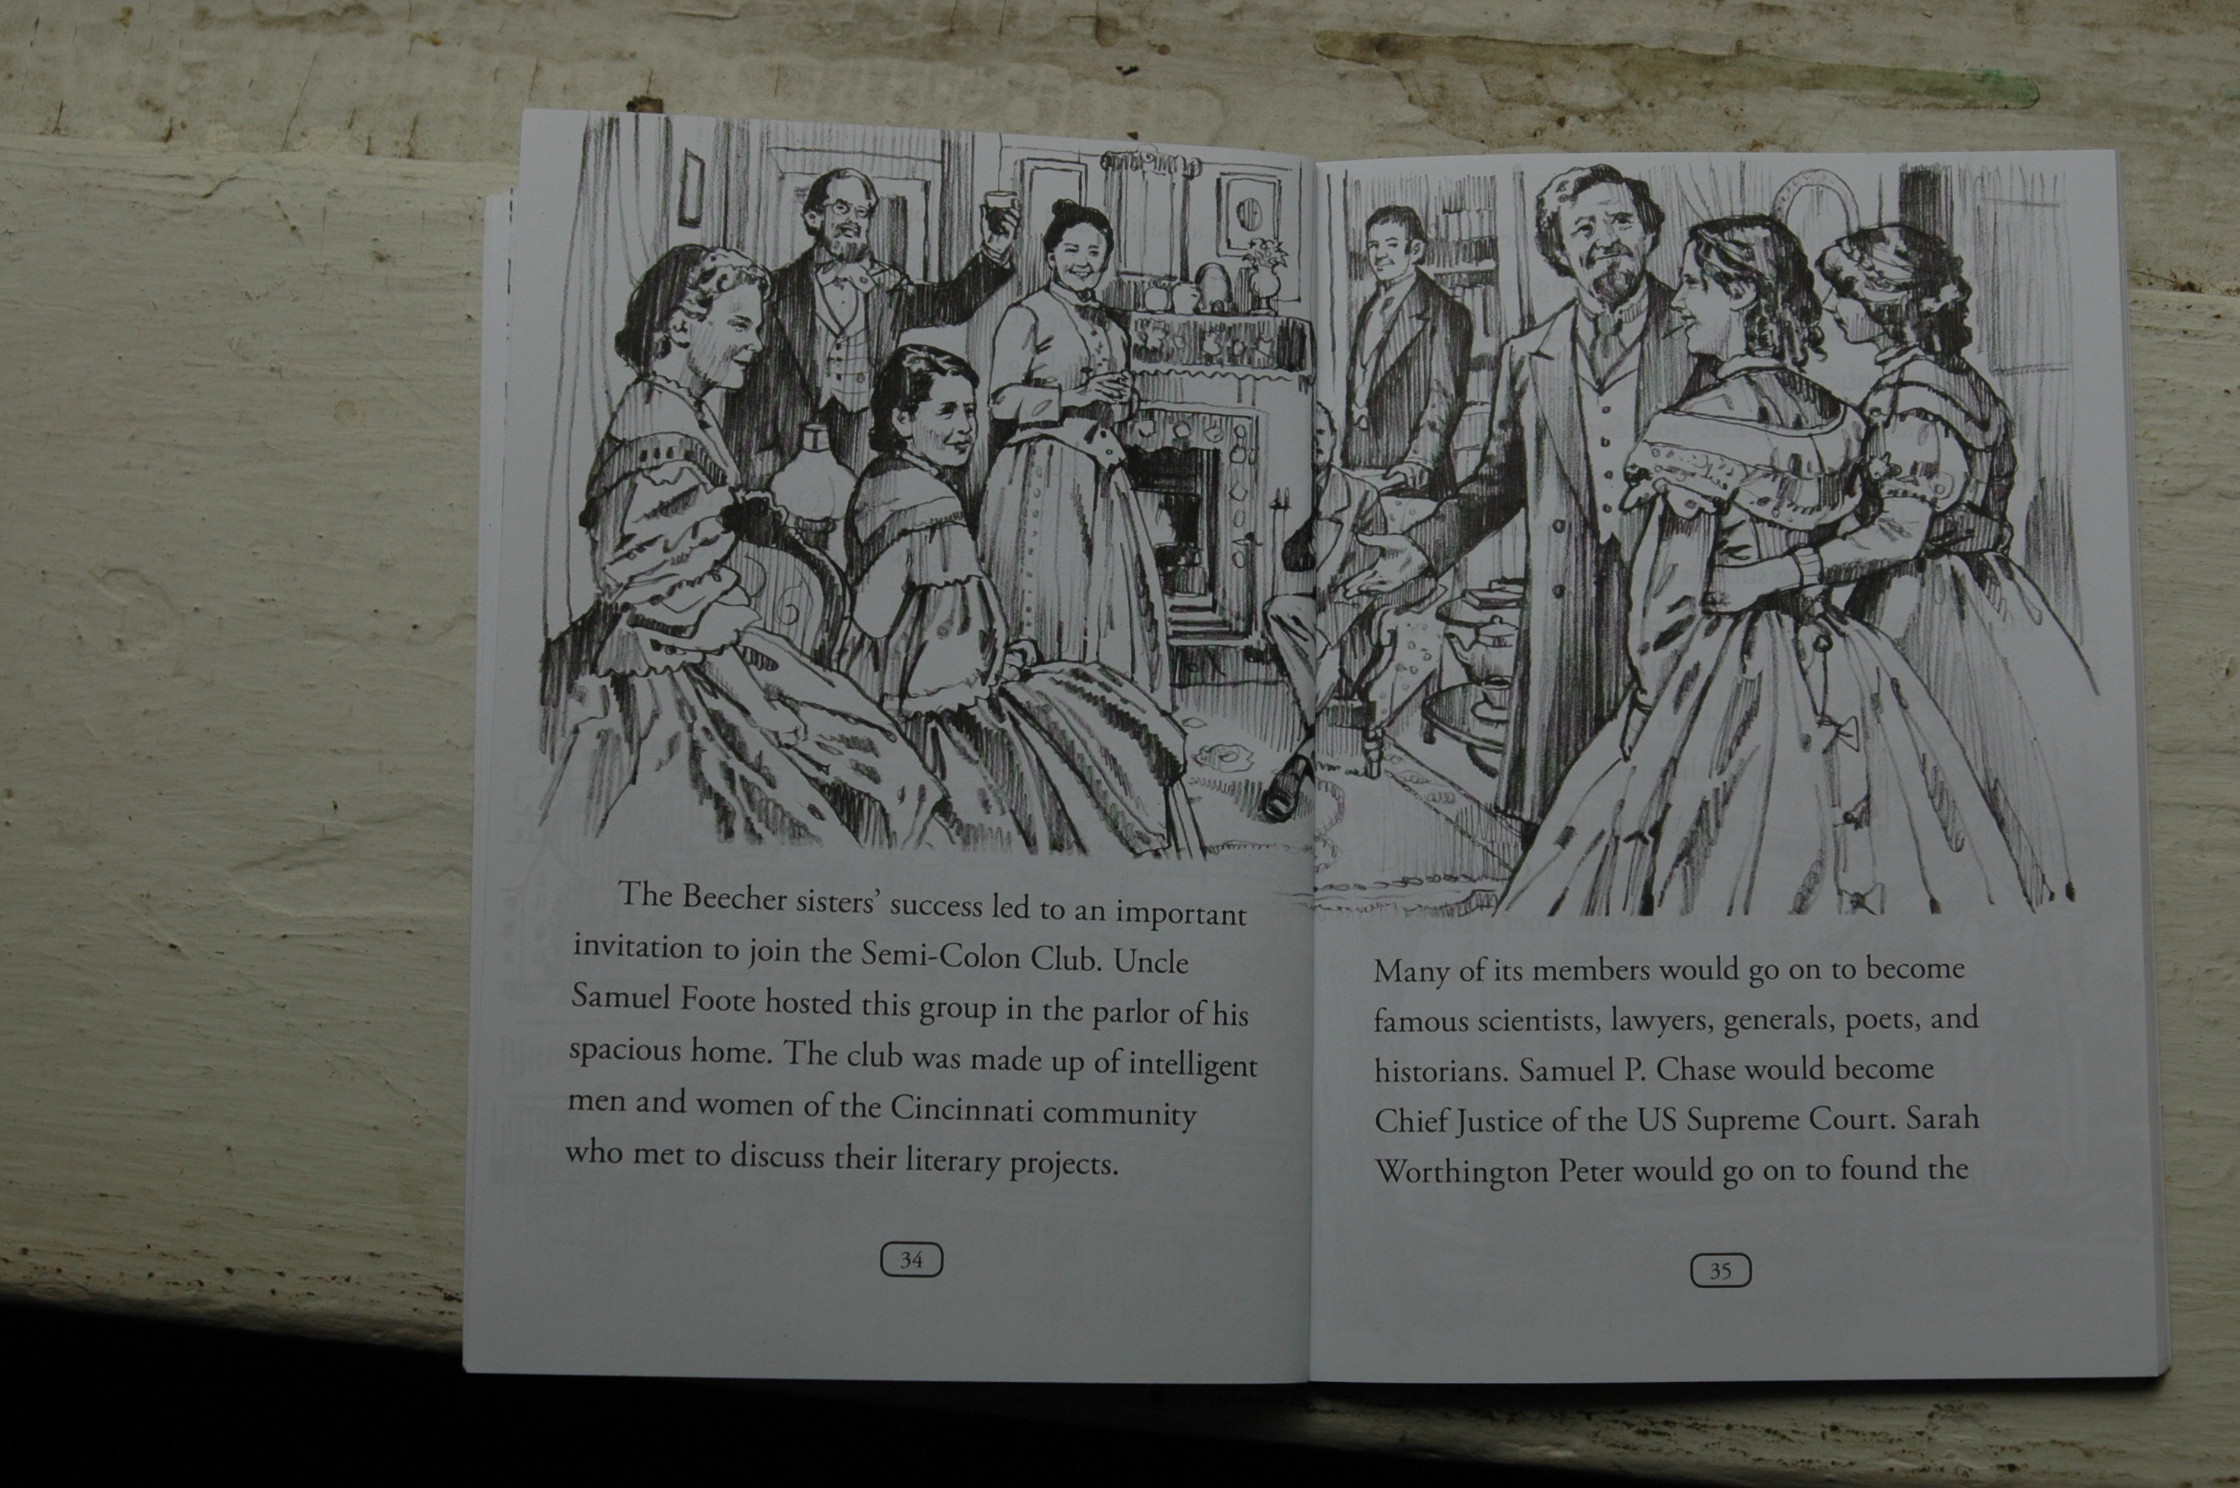 The Beecher sisters' success led to an important
invitation to join the Semi-Colon Club. Uncle
Samuel Foote hosted this group in the parlor of his
spacious home. The club was made up of intelligent
men and women of the Cincinnati community
who met to discuss their literary projects.
34
Many of its members would go on to become
famous scientists, lawyers, generals, poets, and
historians. Samuel P. Chase would become
Chief Justice of the US Supreme Court. Sarah
Worthington Peter would go on to found the
35